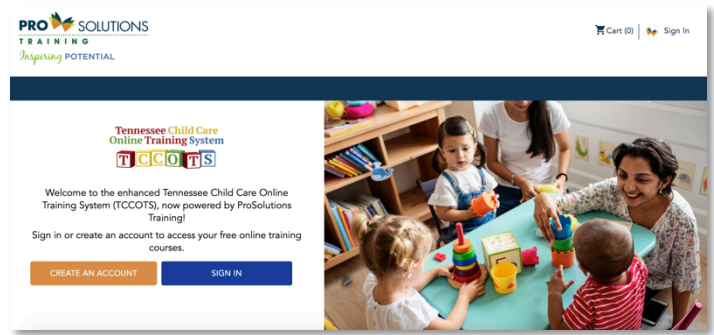 PRO SOLUTIONS
TRAINING
Inspiring POTENTIAL
Cart (0)
Sign In
Tennessee Child Care
Online Training System
TCCOTS
Welcome to the enhanced Tennessee Child Care Online
Training System (TCCOTS), now powered by ProSolutions
Training!
Sign in or create an account to access your free online training
courses.
CREATE AN ACCOUNT
SIGN IN